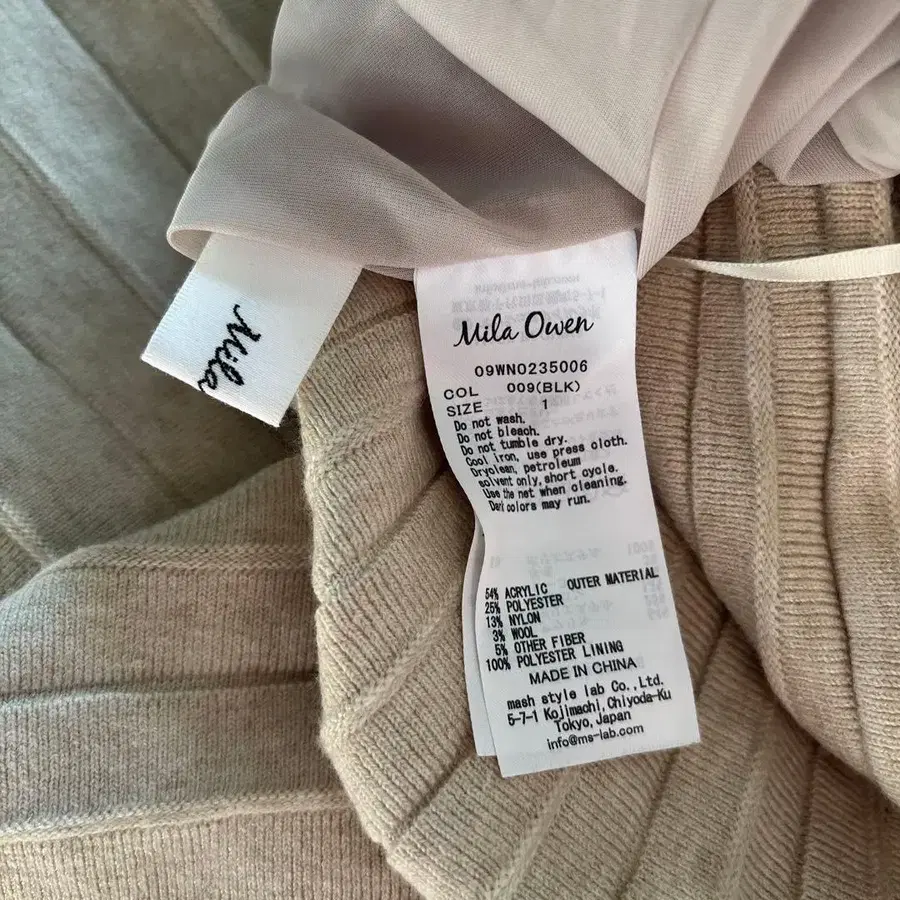 Mila
Mila Owen
09WN0235006
COL 009(BLK)
SIZE 1
Do not wash.
Do not bleach.
Do not tumble dry.
Cool iron, use press cloth.
Dryclean, petroleum
solvent only, short cycle.
Use the net when cleaning.
Dark colors may run.
54% ACRYLIC OUTER MATERIAL
25% POLYESTER
13% NYLON
3% WOOL
5% OTHER FIBER
100% POLYESTER LINING
MADE IN CHINA
mash style lab Co.,Ltd.
5-7-1 Kojimachi,Chiyoda-Ku
Tokyo,Japan
info@ms-lab.com